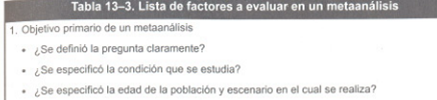 Tabla 13–3. Lista de factores a evaluar en un metaanálisis
1. Objetivo primario de un metaanálisis
• ¿Se definió la pregunta claramente?
• ¿Se especificó la condición que se estudia?
• ¿Se especificó la edad de la población y escenario en el cual se realiza?